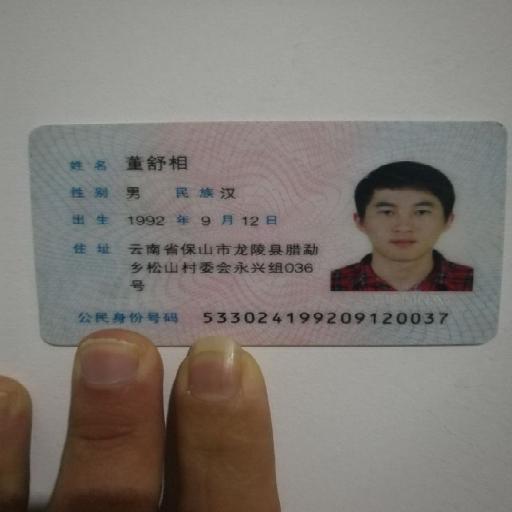 姓名 董舒相
性别 男 民族 汉
出生 1992 年 9 月 12 日
住址 云南省保山市龙陵县腊勐
乡松山村委会永兴组036
号
公民身份号码 533024199209120037